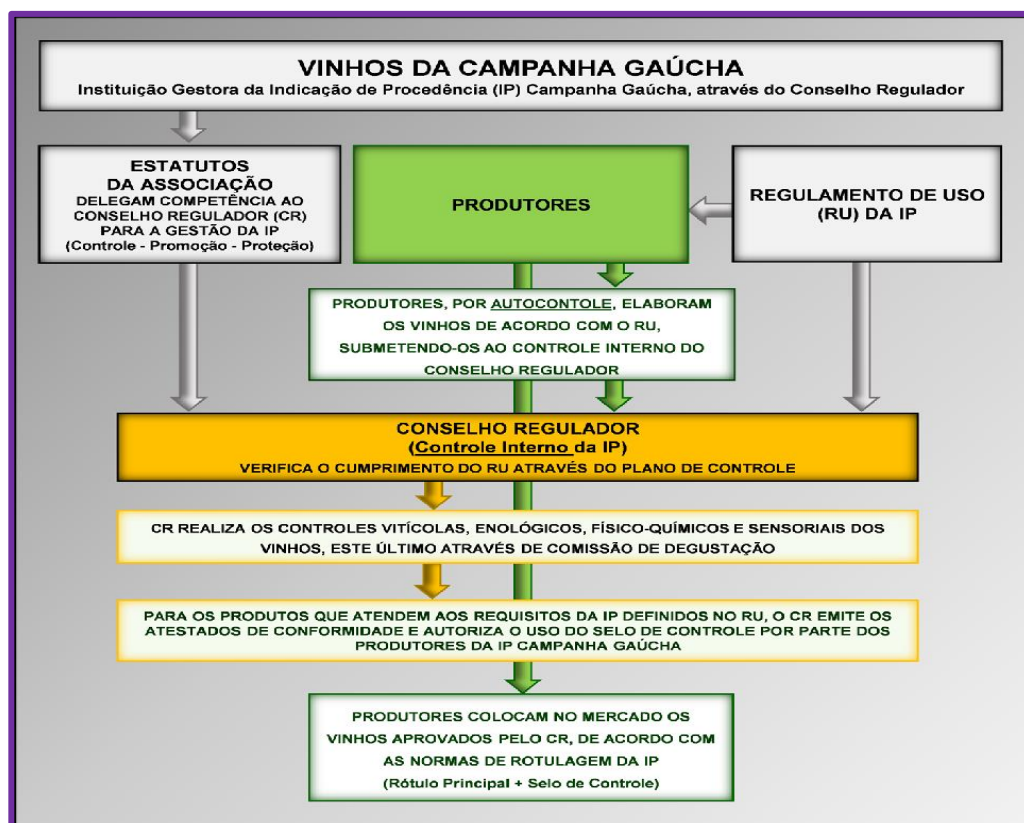 VINHOS DA CAMPANHA GAÚCHA
Instituição Gestora da Indicação de Procedência (IP) Campanha Gaúcha, através do Conselho Regulador
ESTATUTOS
DA ASSOCIAÇÃO
DELEGAM COMPETÊNCIA AO
CONSELHO REGULADOR (CR)
PARA A GESTÃO DA IP
(Controle - Promoção - Proteção)
PRODUTORES
REGULAMENTO DE USO
(RU) DA IP
PRODUTORES, POR AUTOCONTOLE, ELABORAM
OS VINHOS DE ACORDO COM O RU,
SUBMETENDO-OS AO CONTROLE INTERNO DO
CONSELHO REGULADOR
CONSELHO REGULADOR
(Controle Interno da IP)
VERIFICA O CUMPRIMENTO DO RU ATRAVÉS DO PLANO DE CONTROLE
CR REALIZA OS CONTROLES VITÍCOLAS, ENOLÓGICOS, FÍSICO-QUÍMICOS E SENSORIAIS DOS
VINHOS, ESTE ÚLTIMO ATRAVÉS DE COMISSÃO DE DEGUSTAÇÃO
PARA OS PRODUTOS QUE ATENDEM AOS REQUISITOS DA IP DEFINIDOS NO RU, O CR EMITE OS
ATESTADOS DE CONFORMIDADE E AUTORIZA O USO DO SELO DE CONTROLE POR PARTE DOS
PRODUTORES DA IP CAMPANHA GAÚCHA
PRODUTORES COLOCAM NO MERCADO OS
VINHOS APROVADOS PELO CR, DE ACORDO COM
AS NORMAS DE ROTULAGEM DA IP
(Rótulo Principal + Selo de Controle)